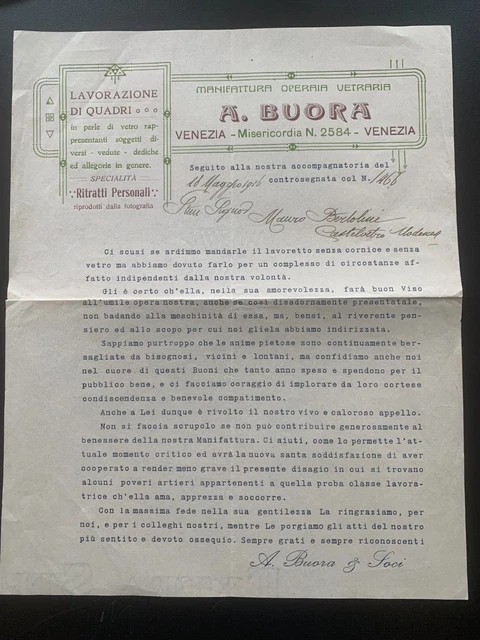 LAVORAZIONE
DI QUADRI
in perle di vetro rap-
presentanti soggetti di-
versi - vedute - dediche
ed allegorie in genere.
SPECIALITÀ
Ritratti Personali
riprodotti dalla fotografia
MANIFATTURA OPERAIA VETRARIA
A. BUORA
VENEZIA - Misericordia N. 2584 - VENEZIA
Seguito alla nostra accompagnatoria del
18 Maggio 1916 controsegnata col N.
Ill.mo Signor Mauro Bortolini
Modena
Ci scusi se ardimmo mandarle il lavoretto senza cornice e senza
vetro ma abbiamo dovuto farlo per un complesso di circostanze af-
fatto indipendenti dalla nostra volontà.
Gli è certo ch'ella, nella sua amorevolezza, farà buon Viso
all'umile opera nostra, anche se così disadornamente presentatale,
non badando alla meschinità di essa, ma, bensì, al riverente pen-
siero ed allo scopo per cui noi gliela abbiamo indirizzata.
Sappiamo purtroppo che le anime pietose sono continuamente ber-
sagliate da bisognosi, vicini e lontani, ma confidiamo anche noi
nel cuore di questi Buoni che tanto anno speso e spendono per il
pubblico bene, e ci facciamo coraggio di implorare da loro cortese
condiscendenza e benevole compatimento.
Anche a Lei dunque è rivolto il nostro vivo e caloroso appello.
Non si faccia scrupolo se non può contribuire generosamente al
benessere della nostra Manifattura. Ci aiuti, come lo permette l'at-
tuale momento critico ed avrà la nuova santa soddisfazione di aver
cooperato a render meno grave il presente disagio in cui si trovano
alcuni poveri artieri appartenenti a quella proba classe lavora-
trice ch'ella ama, apprezza e soccorre.
Con la massima fede nella sua gentilezza La ringraziamo, per
noi, e per i colleghi nostri, mentre Le porgiamo gli atti del nostro
più sentito e devoto ossequio. Sempre grati e sempre riconoscenti
A. Buora & Soci